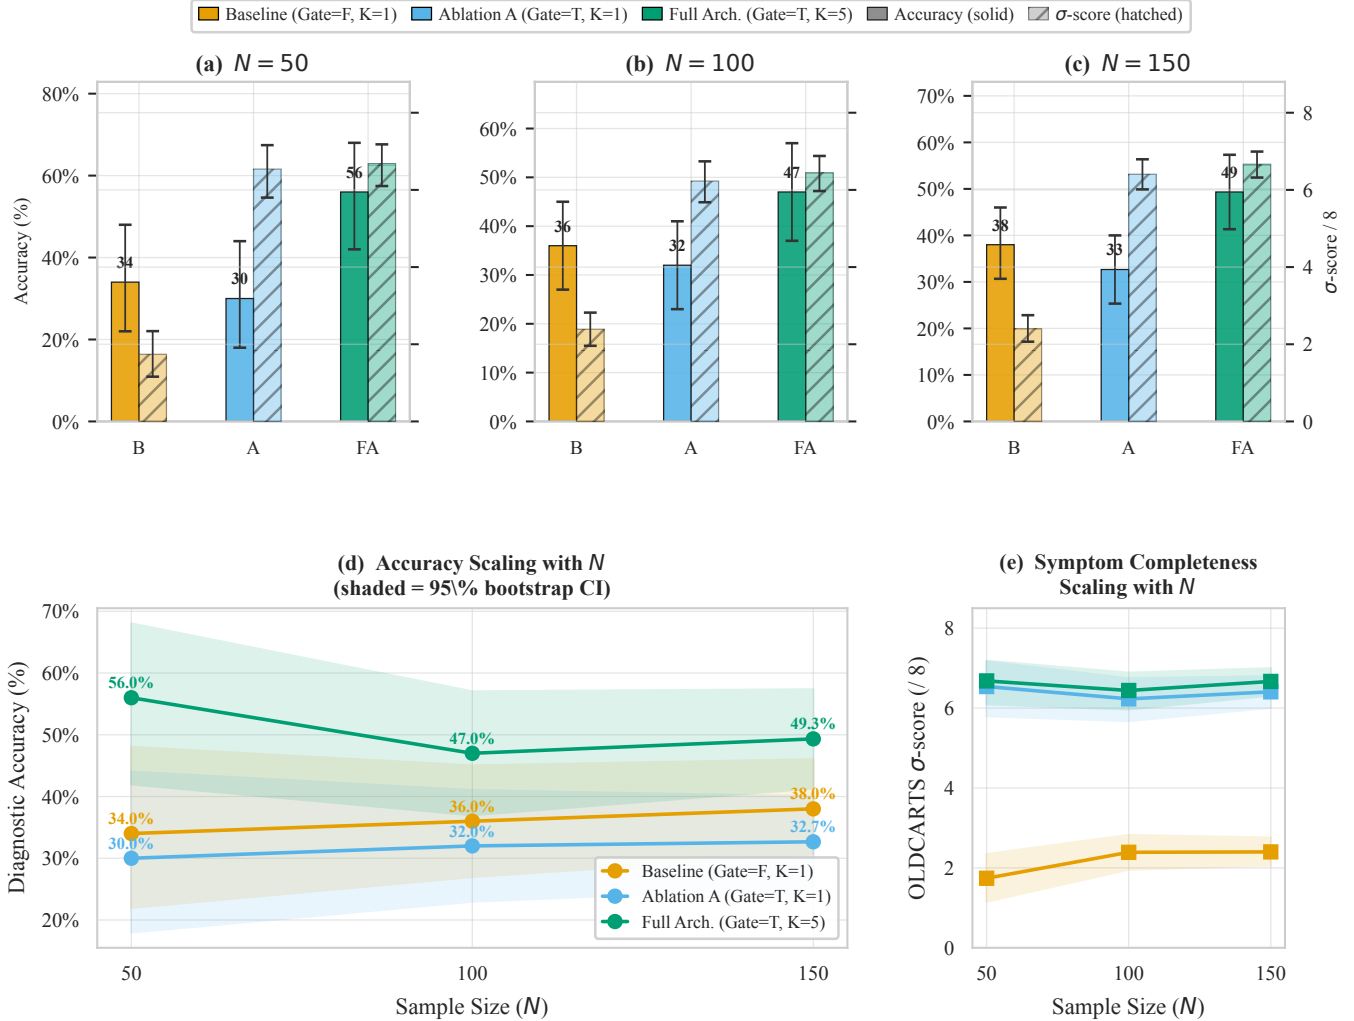 Baseline (Gate=F, K=1)  Ablation A (Gate=T, K=1)  Full Arch. (Gate=T, K=5)  Accuracy (solid)  σ-score (hatched)
(a) N = 50
Accuracy (%)
80%
60%
40%
20%
0%
34
30
56
B  A  FA
(b) N = 100
60%
50%
40%
30%
20%
10%
0%
36
32
47
B  A  FA
(c) N = 150
70%
60%
50%
40%
30%
20%
10%
0%
38
33
49
8
6
4
2
0
σ-score / 8
B  A  FA
(d) Accuracy Scaling with N
(shaded = 95\% bootstrap CI)
Diagnostic Accuracy (%)
70%
60%
50%
40%
30%
20%
56.0%
47.0%
49.3%
34.0%
36.0%
38.0%
30.0%
32.0%
32.7%
Baseline (Gate=F, K=1)
Ablation A (Gate=T, K=1)
Full Arch. (Gate=T, K=5)
50  100  150
Sample Size (N)
(e) Symptom Completeness
Scaling with N
OLDCARTS σ-score (/ 8)
8
6
4
2
0
50  100  150
Sample Size (N)